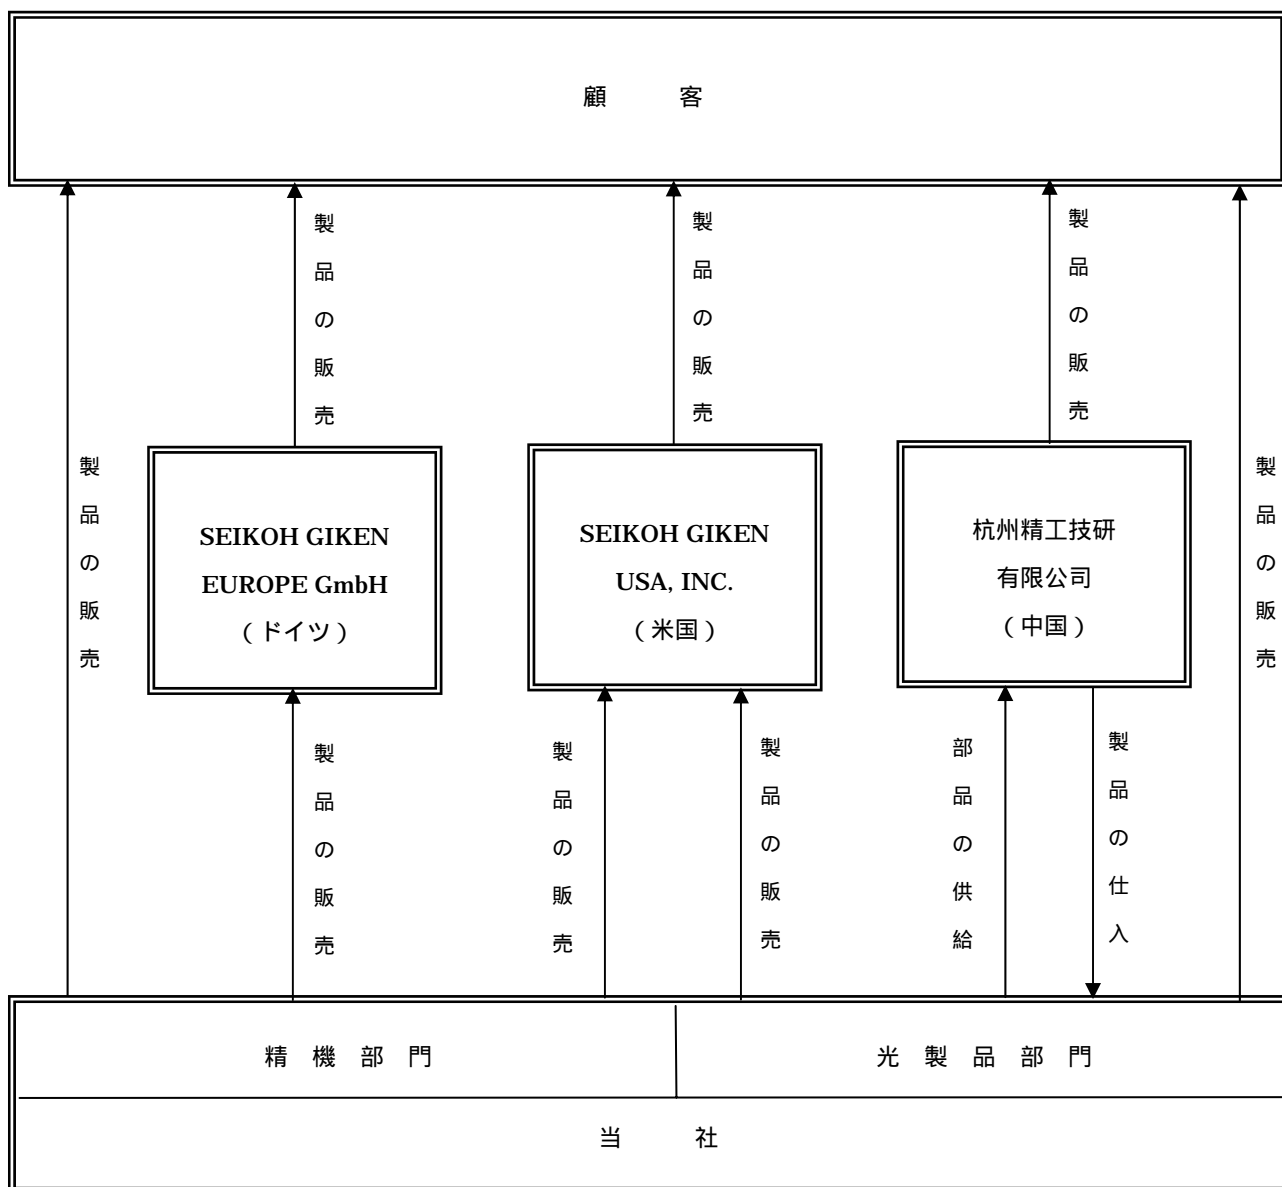 顧 客
製品の販売
製品の販売
製品の販売
製品の販売
製品の販売
SEIKOH GIKEN
EUROPE GmbH
（ドイツ）
SEIKOH GIKEN
USA, INC.
（米国）
杭州精工技研
有限公司
（中国）
製品の販売
製品の販売
製品の販売
部品の供給
製品の仕入
精機部門
光製品部門
当 社